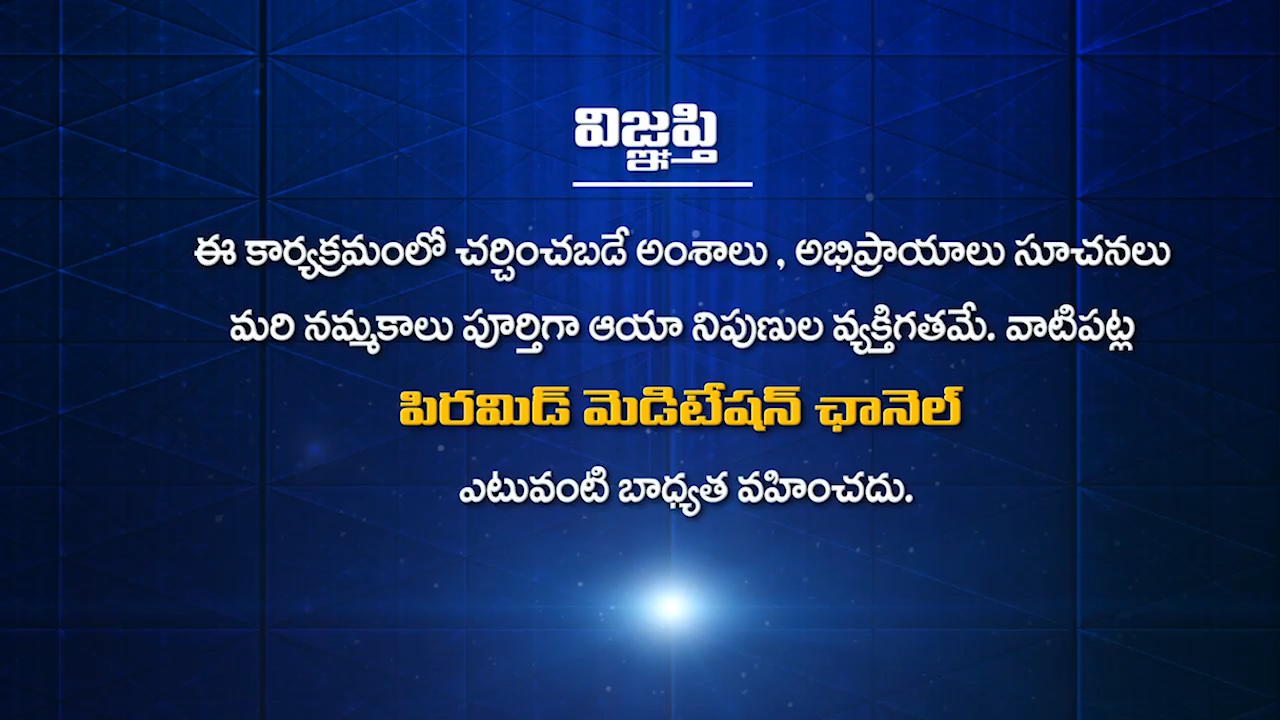 విజ్ఞప్తి
ఈ కార్యక్రమంలో చర్చించబడే అంశాలు , అభిప్రాయాలు సూచనలు
మరి నమ్మకాలు పూర్తిగా ఆయా నిపుణుల వ్యక్తిగతమే. వాటిపట్ల
పిరమిడ్ మెడిటేషన్ ఛానెల్
ఎటువంటి బాధ్యత వహించదు.